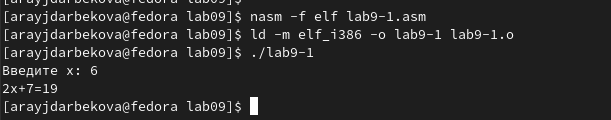 [arayjdarbekova@fedora lab09]$ nasm -f elf lab9-1.asm
[arayjdarbekova@fedora lab09]$ ld -m elf_i386 -o lab9-1 lab9-1.o
[arayjdarbekova@fedora lab09]$ ./lab9-1
Введите x: 6
2x+7=19
[arayjdarbekova@fedora lab09]$